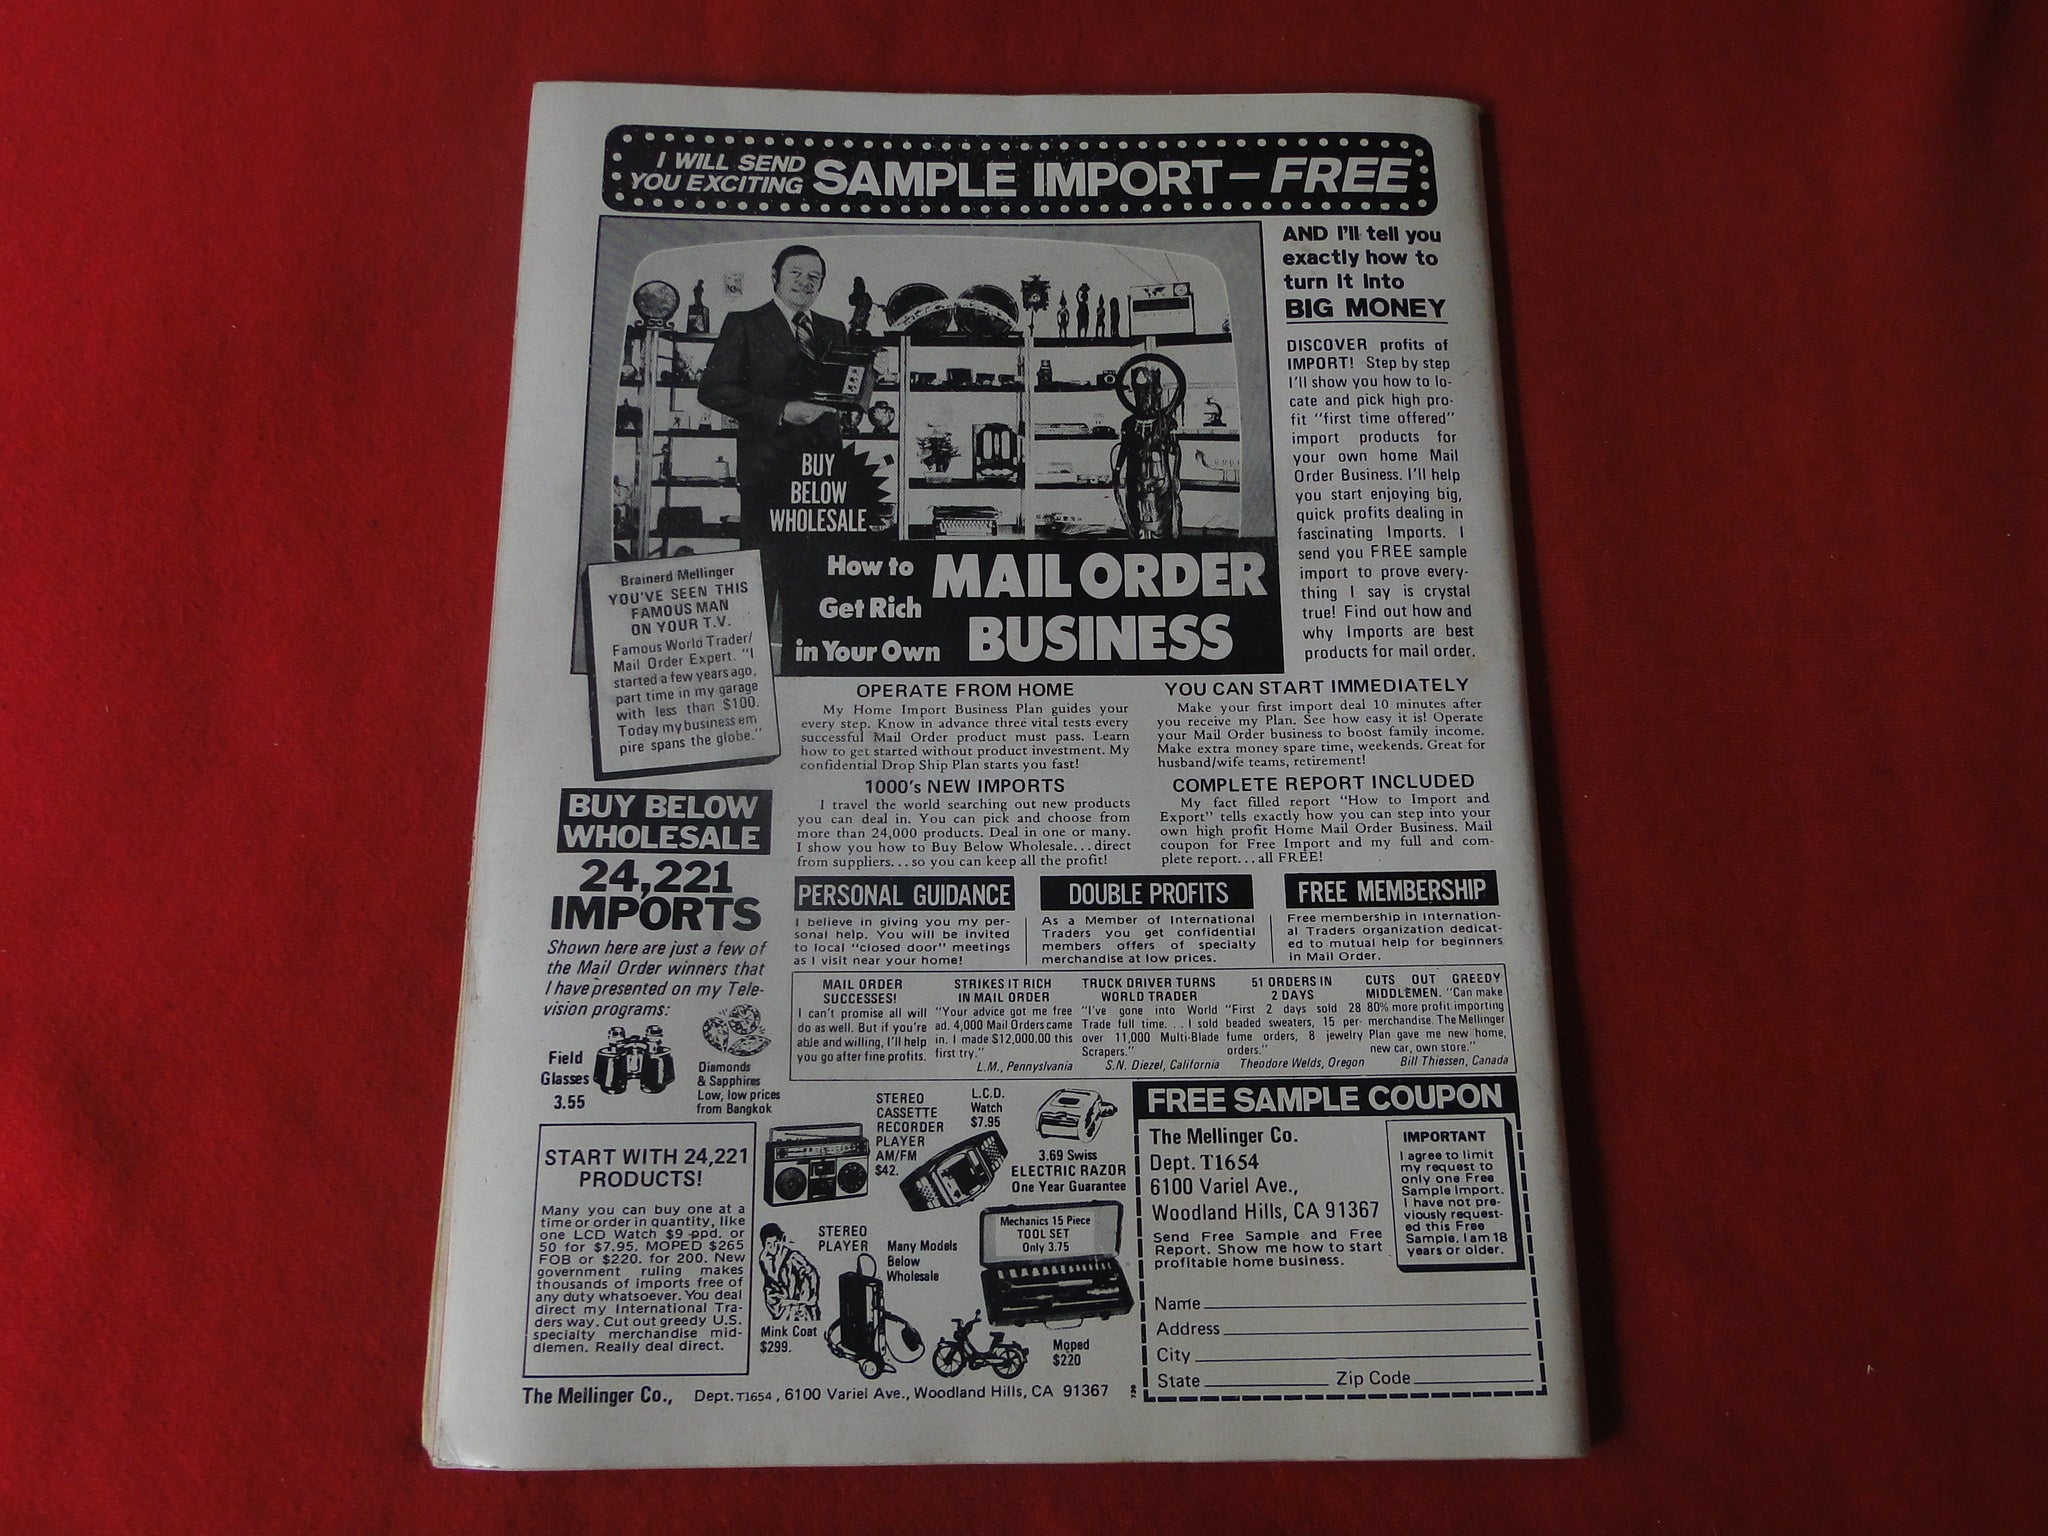 I WILL SEND
YOU EXCITING
SAMPLE IMPORT – FREE
AND I'll tell you
exactly how to
turn it into
BIG MONEY
DISCOVER profits of
IMPORT! Step by step
I'll show you how to lo-
cate and pick high pro-
fit "first time offered"
import products for
your own home Mail
Order Business. I'll help
you start enjoying big,
quick profits dealing in
fascinating Imports. I
send you FREE sample
import to prove every-
thing I say is crystal
true! Find out how and
why Imports are best
products for mail order.
BUY
BELOW
WHOLESALE
How to
Get Rich
in Your Own
MAIL ORDER
BUSINESS
Brainerd Mellinger
YOU'VE SEEN THIS
FAMOUS MAN
ON YOUR T.V.
Famous World Trader/
Mail Order Expert. "I
started a few years ago,
part time in my garage
with less than $100.
Today my business em
pire spans the globe."
OPERATE FROM HOME
My Home Import Business Plan guides your
every step. Know in advance three vital tests every
successful Mail Order product must pass. Learn
how to get started without product investment. My
confidential Drop Ship Plan starts you fast!
YOU CAN START IMMEDIATELY
Make your first import deal 10 minutes after
you receive my Plan. See how easy it is! Operate
your Mail Order business to boost family income.
Make extra money spare time, weekends. Great for
husband/wife teams, retirement!
1000's NEW IMPORTS
I travel the world searching out new products
you can deal in. You can pick and choose from
more than 24,000 products. Deal in one or many.
I show you how to Buy Below Wholesale...direct
from suppliers...so you can keep all the profit!
COMPLETE REPORT INCLUDED
My fact filled report "How to Import and
Export" tells exactly how you can step into your
own high profit Home Mail Order Business. Mail
coupon for Free Import and my full and com-
plete report...all FREE!
BUY BELOW
WHOLESALE
24,221
IMPORTS
Shown here are just a few of
the Mail Order winners that
I have presented on my Tele-
vision programs:
PERSONAL GUIDANCE
I believe in giving you my per-
sonal help. You will be invited
to local "closed door" meetings
as I visit near your home!
DOUBLE PROFITS
As a Member of International
Traders you get confidential
members offers of specialty
merchandise at low prices.
FREE MEMBERSHIP
Free membership in Internation-
al Traders organization dedicat-
ed to mutual help for beginners
in Mail Order.
MAIL ORDER
SUCCESSES!
I can't promise all will
do as well. But if you're
able and willing, I'll help
you go after fine profits.
STRIKES IT RICH
IN MAIL ORDER
"Your advice got me free
ad. 4,000 Mail Orders came
in. I made $12,000.00 this
first try."
L.M., Pennyslvania
TRUCK DRIVER TURNS
WORLD TRADER
"I've gone into World
Trade full time. . . I sold
over 11,000 Multi-Blade
Scrapers."
S.N. Diezel, California
51 ORDERS IN
2 DAYS
"First 2 days sold 28
beaded sweaters, 15 per-
fume orders, 8 jewelry
orders."
Theodore Welds, Oregon
CUTS OUT GREEDY
MIDDLEMEN. "Can make
80% more profit importing
merchandise. The Mellinger
Plan gave me new home,
new car, own store."
Bill Thiessen, Canada
Field
Glasses
3.55
Diamonds
& Sapphires
Low, low prices
from Bangkok
STEREO
CASSETTE
RECORDER
PLAYER
AM/FM
$42.
L.C.D.
Watch
$7.95
3.69 Swiss
ELECTRIC RAZOR
One Year Guarantee
START WITH 24,221
PRODUCTS!
Many you can buy one at a
time or order in quantity, like
one LCD Watch $9 ppd. or
50 for $7.95. MOPED $265
FOB or $220. for 200. New
government ruling makes
thousands of imports free of
any duty whatsoever. You deal
direct my International Tra-
ders way. Cut out greedy U.S.
specialty merchandise mid-
dlemen. Really deal direct.
Mink Coat
$299.
STEREO
PLAYER
Many Models
Below
Wholesale
Mechanics 15 Piece
TOOL SET
Only 3.75
Moped
$220
FREE SAMPLE COUPON
The Mellinger Co.
Dept. T1654
6100 Variel Ave.,
Woodland Hills, CA 91367
Send Free Sample and Free
Report. Show me how to start
profitable home business.
IMPORTANT
I agree to limit
my request to
only one Free
Sample Import.
I have not pre-
viously request-
ed this Free
Sample. I am 18
years or older.
Name
Address
City
State Zip Code
The Mellinger Co., Dept. T1654, 6100 Variel Ave., Woodland Hills, CA 91367